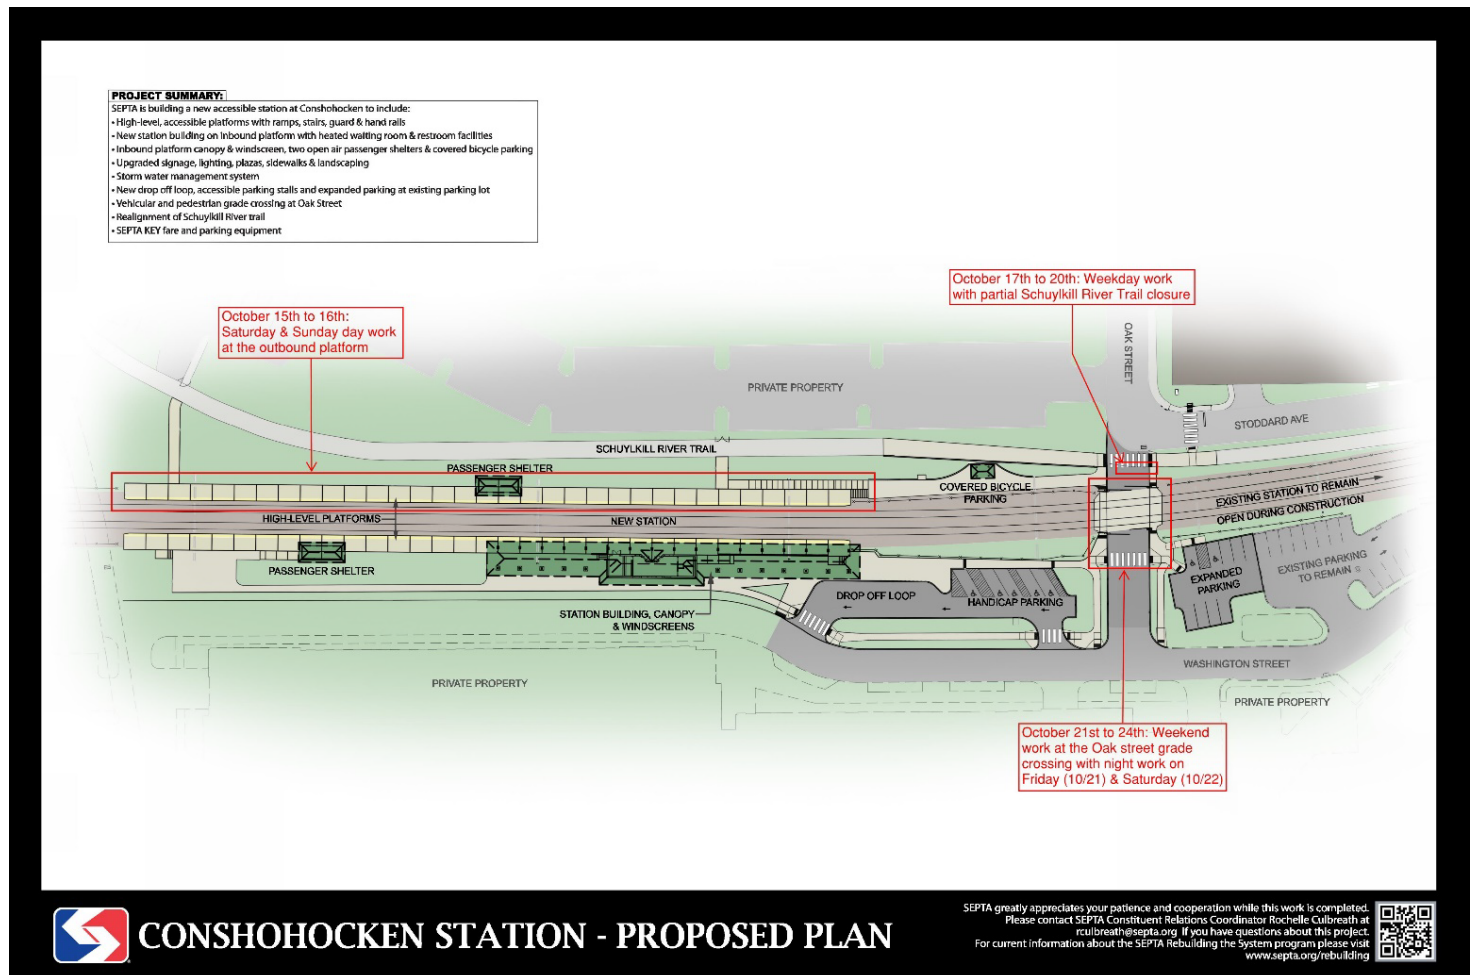 PROJECT SUMMARY:
SEPTA is building a new accessible station at Conshohocken to include:
• High-level, accessible platforms with ramps, stairs, guard & hand rails
• New station building on inbound platform with heated waiting room & restroom facilities
• Inbound platform canopy & windscreen, two open air passenger shelters & covered bicycle parking
• Upgraded signage, lighting, plazas, sidewalks & landscaping
• Storm water management system
• New drop off loop, accessible parking stalls and expanded parking at existing parking lot
• Vehicular and pedestrian grade crossing at Oak Street
• Realignment of Schuylkill River trail
• SEPTA KEY fare and parking equipment
October 17th to 20th: Weekday work
with partial Schuylkill River Trail closure
October 15th to 16th:
Saturday & Sunday day work
at the outbound platform
OAK STREET
PRIVATE PROPERTY
STODDARD AVE
SCHUYLKILL RIVER TRAIL
PASSENGER SHELTER
COVERED BICYCLE
PARKING
EXISTING STATION TO REMAIN
OPEN DURING CONSTRUCTION
HIGH-LEVEL PLATFORMS
NEW STATION
PASSENGER SHELTER
EXPANDED
PARKING
EXISTING PARKING
TO REMAIN
DROP OFF LOOP
HANDICAP PARKING
STATION BUILDING, CANOPY
& WINDSCREENS
WASHINGTON STREET
PRIVATE PROPERTY
PRIVATE PROPERTY
October 21st to 24th: Weekend
work at the Oak street grade
crossing with night work on
Friday (10/21) & Saturday (10/22)
CONSHOHOCKEN STATION - PROPOSED PLAN
SEPTA greatly appreciates your patience and cooperation while this work is completed.
Please contact SEPTA Constituent Relations Coordinator Rochelle Culbreath at
rculbreath@septa.org If you have questions about this project.
For current information about the SEPTA Rebuilding the System program please visit
www.septa.org/rebuilding